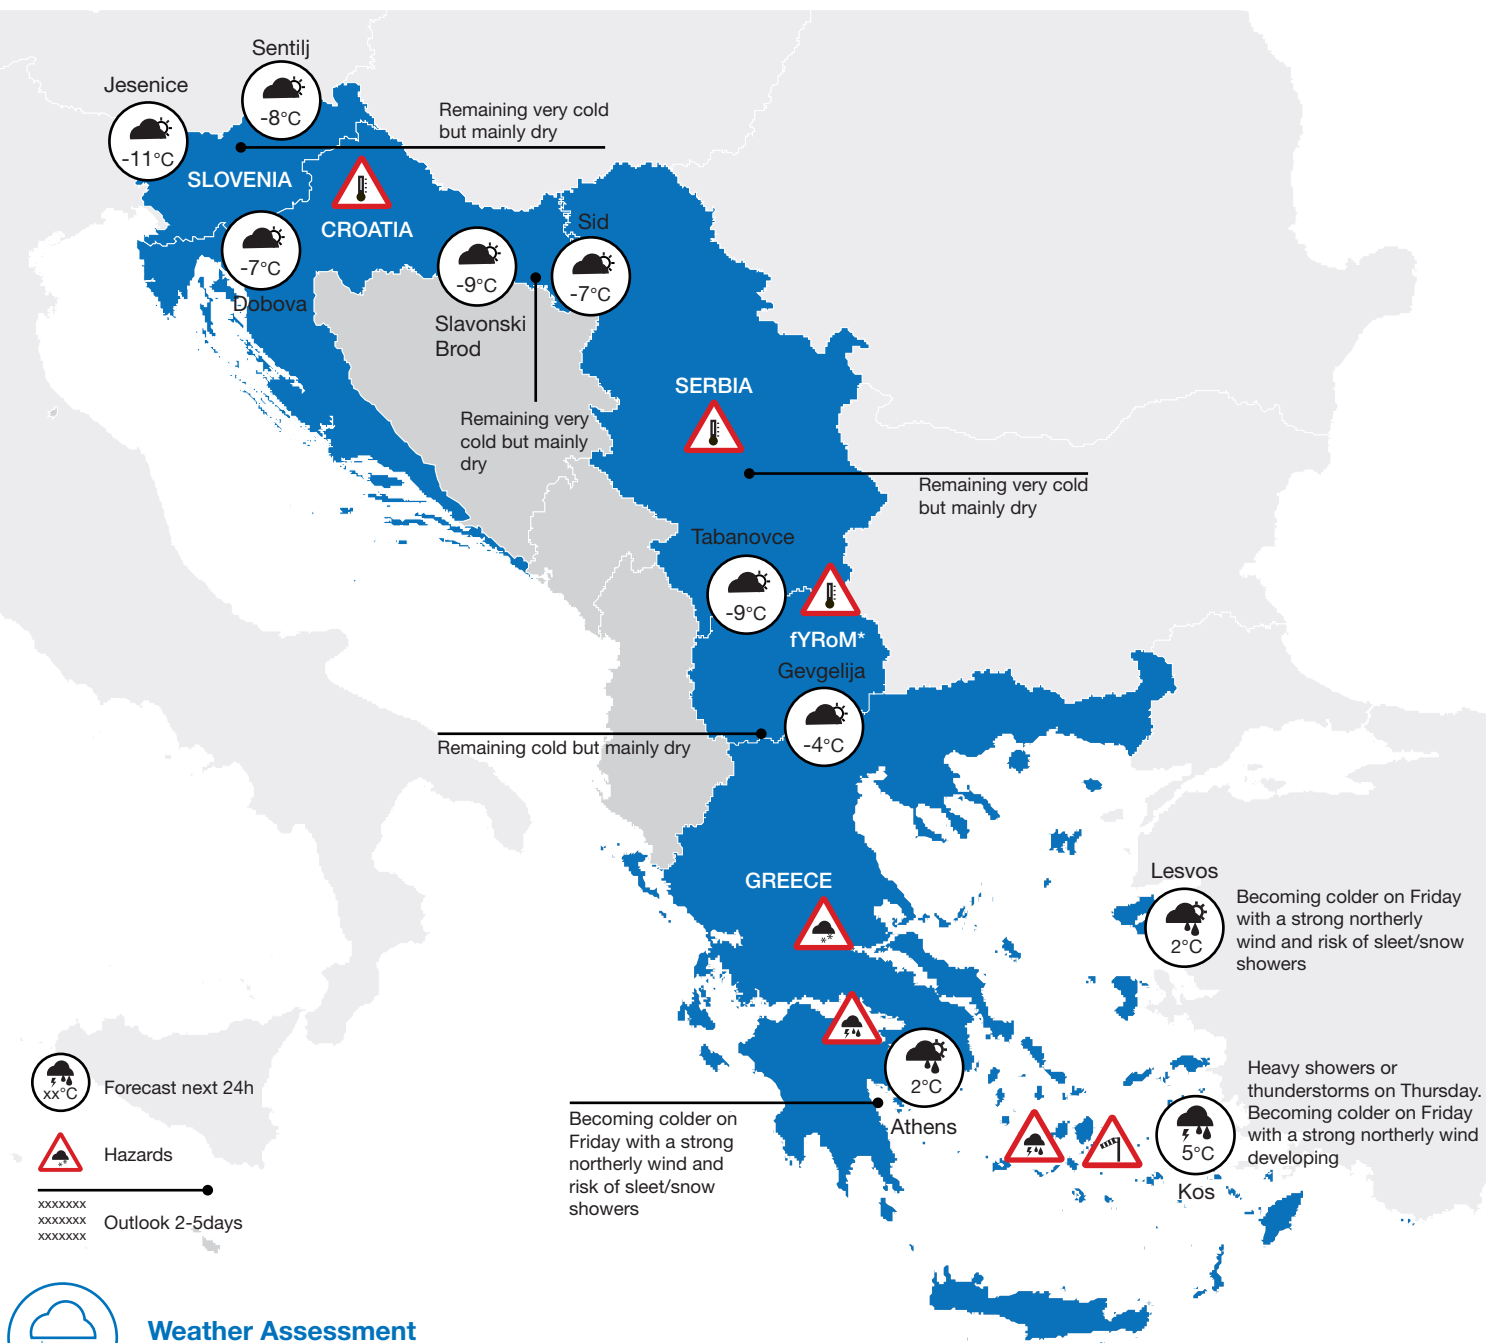 Sentilj
-8°C
Jesenice
-11°C
Remaining very cold
but mainly dry
SLOVENIA
CROATIA
Sid
-7°C
-7°C
Dobova
-9°C
Slavonski
Brod
Remaining very
cold but mainly
dry
SERBIA
Remaining very cold
but mainly dry
Tabanovce
-9°C
fYRoM*
Gevgelija
-4°C
Remaining cold but mainly dry
GREECE
Lesvos
2°C
Becoming colder on Friday
with a strong northerly
wind and risk of sleet/snow
showers
2°C
Athens
Becoming colder on
Friday with a strong
northerly wind and
risk of sleet/snow
showers
Heavy showers or
thunderstorms on Thursday.
Becoming colder on Friday
with a strong northerly wind
developing
5°C
Kos
xx°C
Forecast next 24h
Hazards
xxxxxxx
xxxxxxx
xxxxxxx
Outlook 2-5days
Weather Assessment